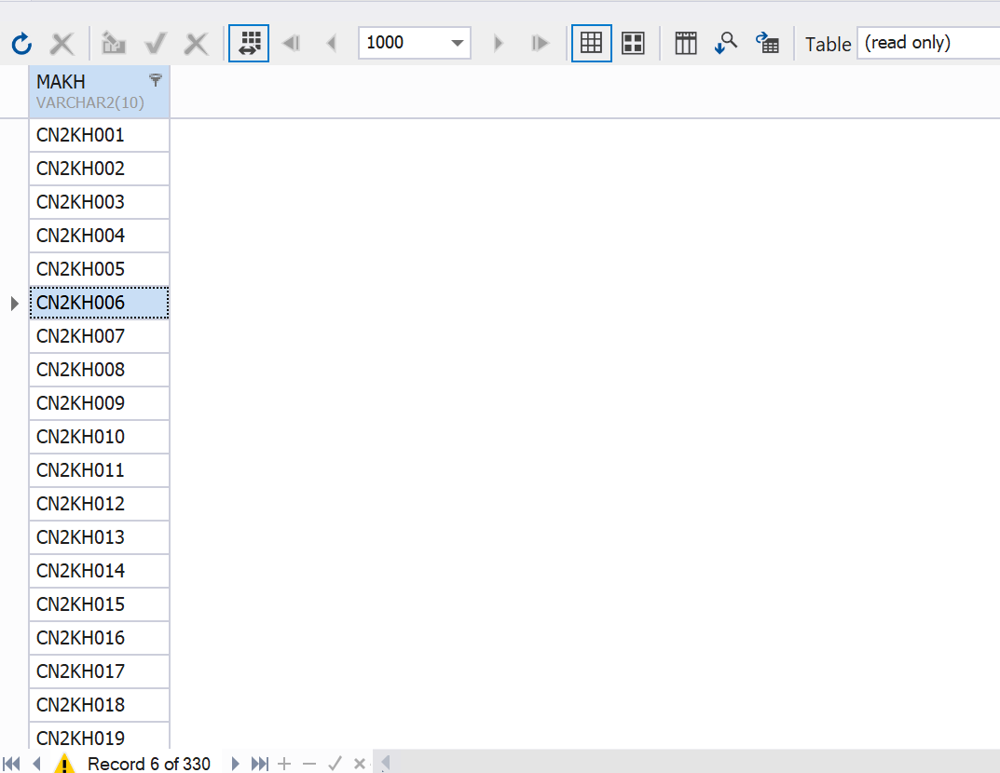 1000
Table (read only)
MAKH
VARCHAR2(10)
CN2KH001
CN2KH002
CN2KH003
CN2KH004
CN2KH005
CN2KH006
CN2KH007
CN2KH008
CN2KH009
CN2KH010
CN2KH011
CN2KH012
CN2KH013
CN2KH014
CN2KH015
CN2KH016
CN2KH017
CN2KH018
CN2KH019
Record 6 of 330